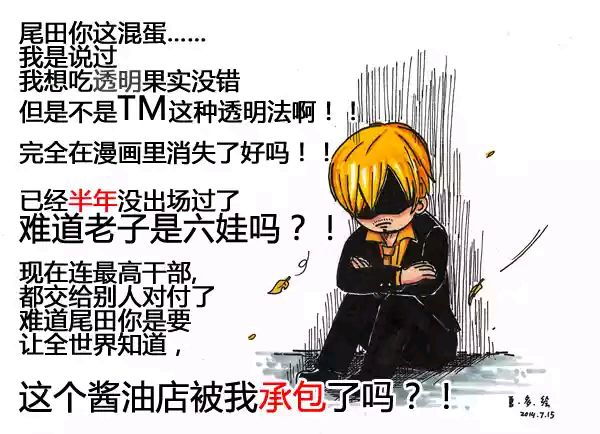 尾田你这混蛋……
我是说过
我想吃透明果实没错
但是不是TM这种透明法啊！！
完全在漫画里消失了好吗！！
已经半年没出场过了
难道老子是六娃吗？！
现在连最高干部,
都交给别人对付了
难道尾田你是要
让全世界知道，
这个酱油店被我承包了吗？！
2014.7.15